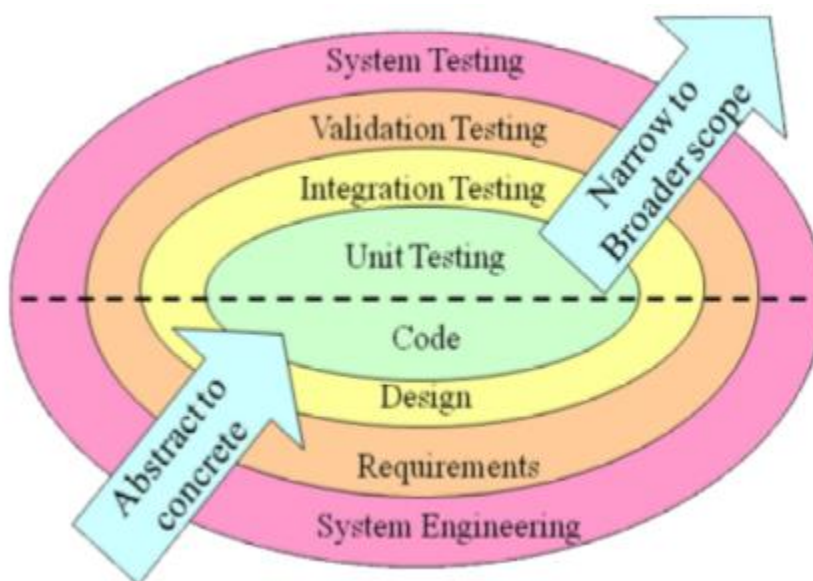 System Testing
Validation Testing
Integration Testing
Unit Testing
Narrow to
Broader scope
Code
Design
Requirements
System Engineering
Abstract to
concrete